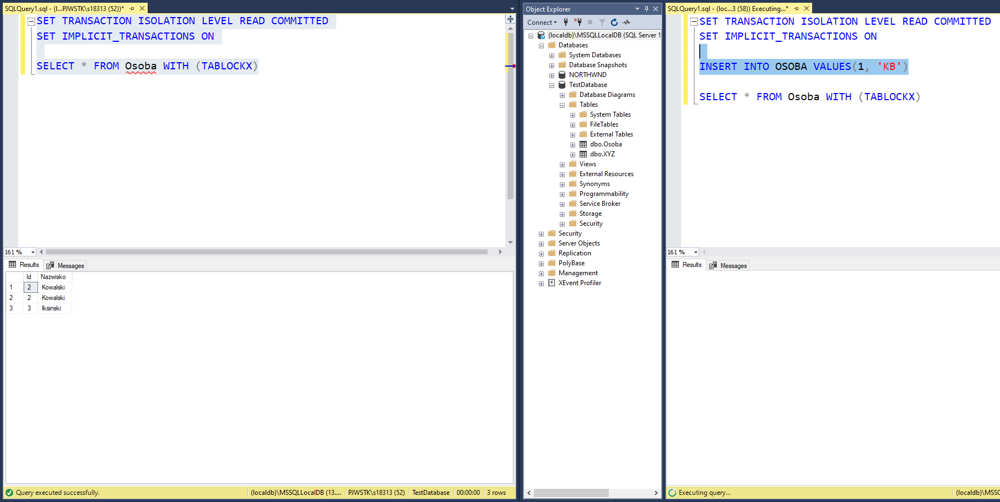 SQLQuery1.sql - (l...PJWSTK\s18313 (52))*
SET TRANSACTION ISOLATION LEVEL READ COMMITTED
SET IMPLICIT_TRANSACTIONS ON
SELECT * FROM Osoba WITH (TABLOCKX)
161 %
Results Messages
Id Nazwisko
1 2 Kowalski
2 2 Kowalski
3 3 Iksinski
Query executed successfully. (localdb)\MSSQLLocalDB (13.... PJWSTK\s18313 (52) TestDatabase 00:00:00 3 rows
Object Explorer
Connect
(localdb)\MSSQLLocalDB (SQL Server 1
Databases
System Databases
Database Snapshots
NORTHWND
TestDatabase
Database Diagrams
Tables
System Tables
FileTables
External Tables
dbo.Osoba
dbo.XYZ
Views
External Resources
Synonyms
Programmability
Service Broker
Storage
Security
Security
Server Objects
Replication
PolyBase
Management
XEvent Profiler
SQLQuery1.sql - (loc...3 (58)) Executing...*
SET TRANSACTION ISOLATION LEVEL READ COMMITTED
SET IMPLICIT_TRANSACTIONS ON
INSERT INTO OSOBA VALUES(1, 'KB')
SELECT * FROM Osoba WITH (TABLOCKX)
161 %
Results Messages
Executing query... (localdb)\MSS